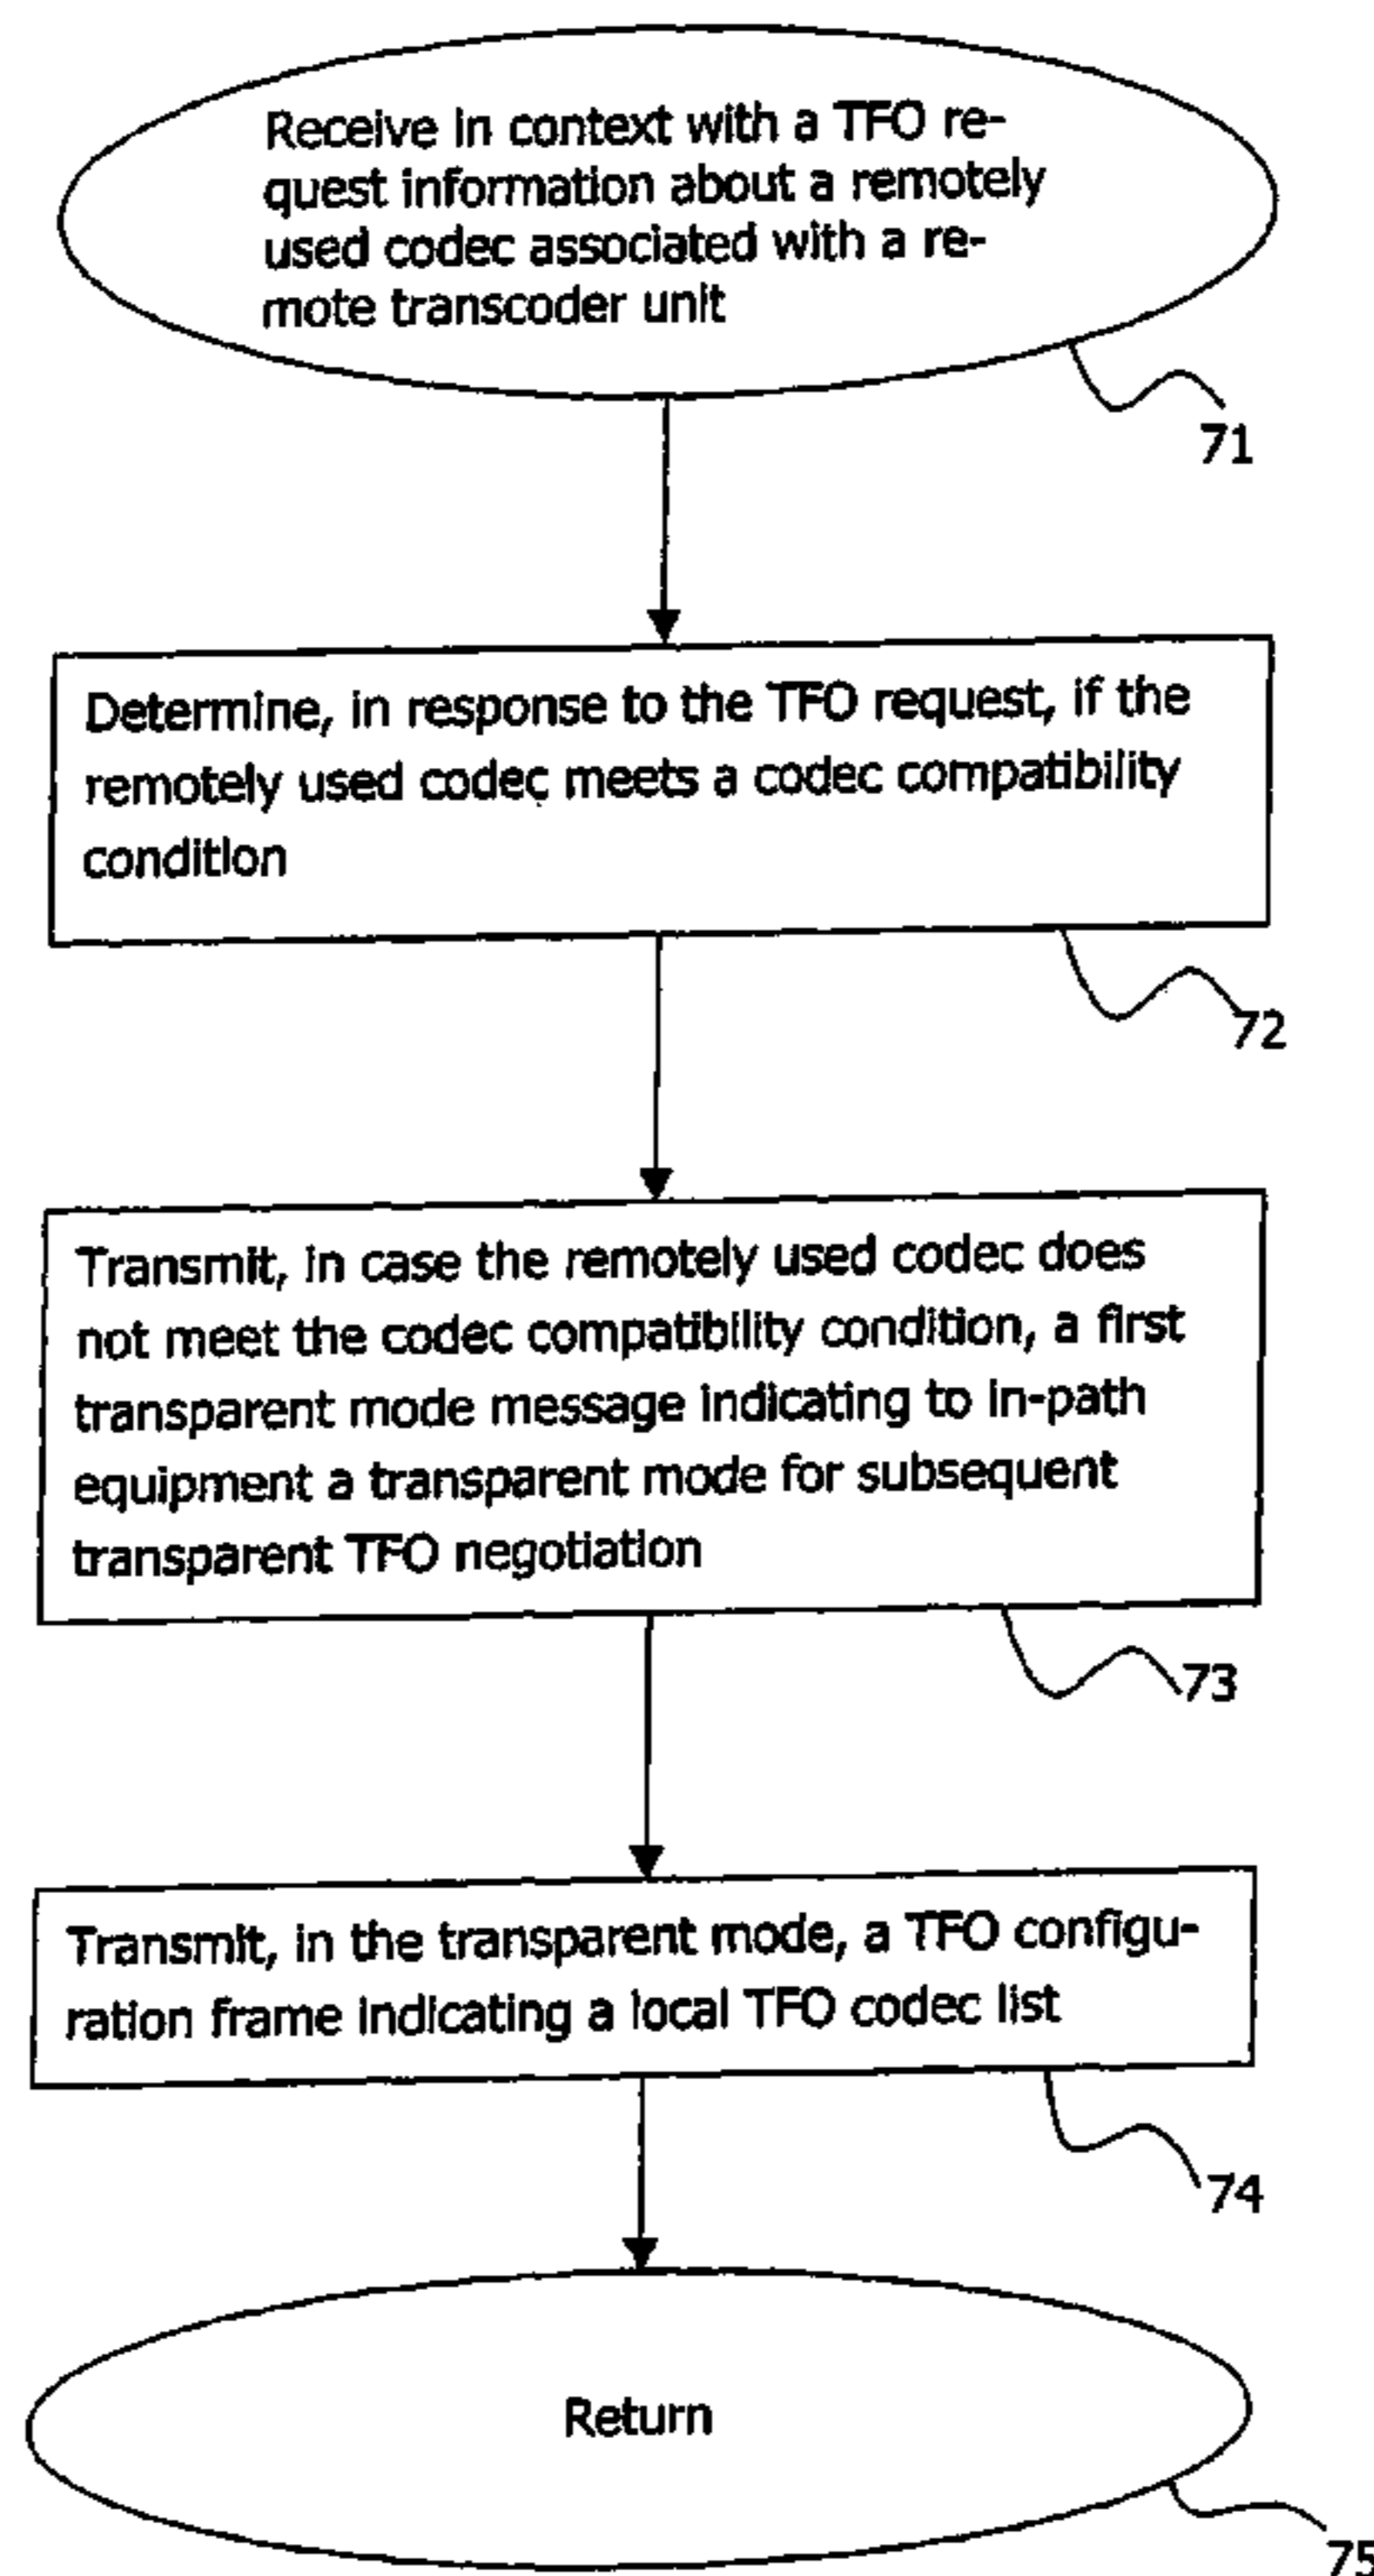 Receive in context with a TFO re-
quest information about a remotely
used codec associated with a re-
mote transcoder unit
71
Determine, in response to the TFO request, if the
remotely used codec meets a codec compatibility
condition
72
Transmit, in case the remotely used codec does
not meet the codec compatibility condition, a first
transparent mode message indicating to in-path
equipment a transparent mode for subsequent
transparent TFO negotiation
73
Transmit, in the transparent mode, a TFO configu-
ration frame indicating a local TFO codec list
74
Return
75